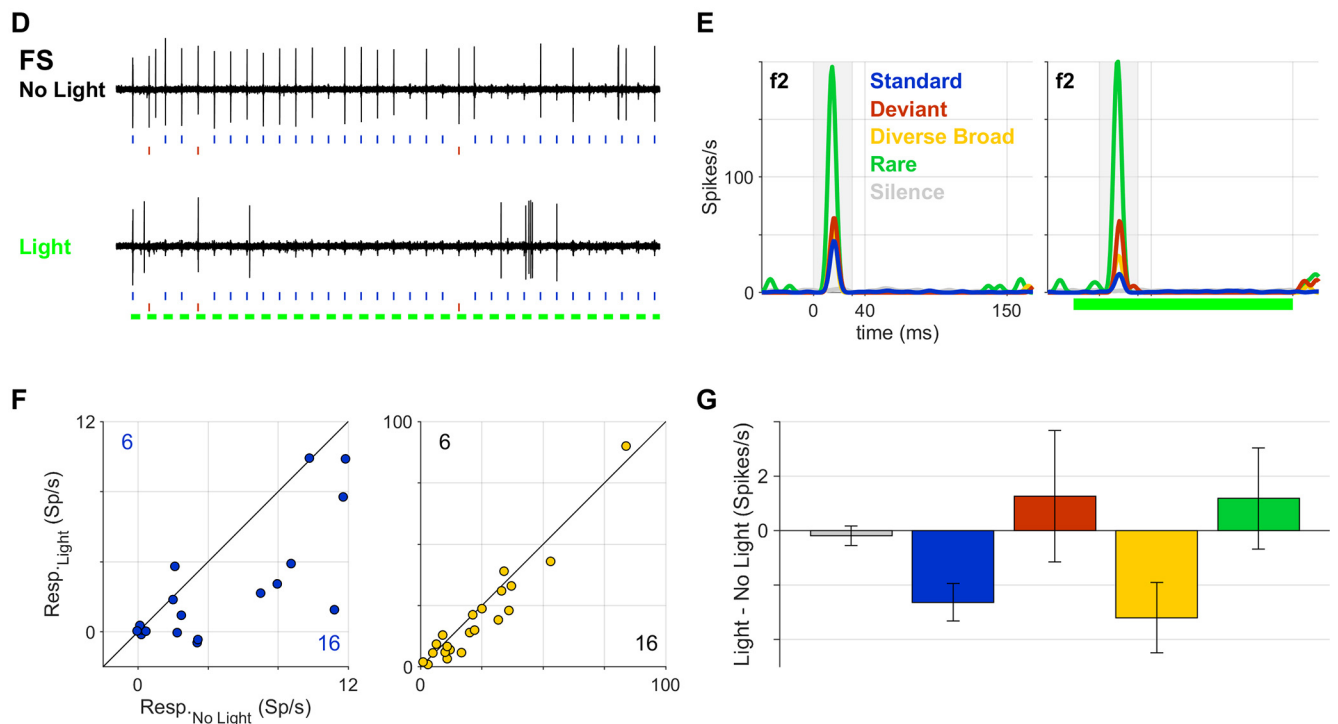 D
FS
No Light
Light
E
f2
Standard
Deviant
Diverse Broad
Rare
Silence
f2
Spikes/s
100
0
0
40
150
time (ms)
F
12
6
0
16
0
12
Resp.Light (Sp/s)
Resp.No Light (Sp/s)
100
6
16
0
0
100
G
Light - No Light (Spikes/s)
2
0